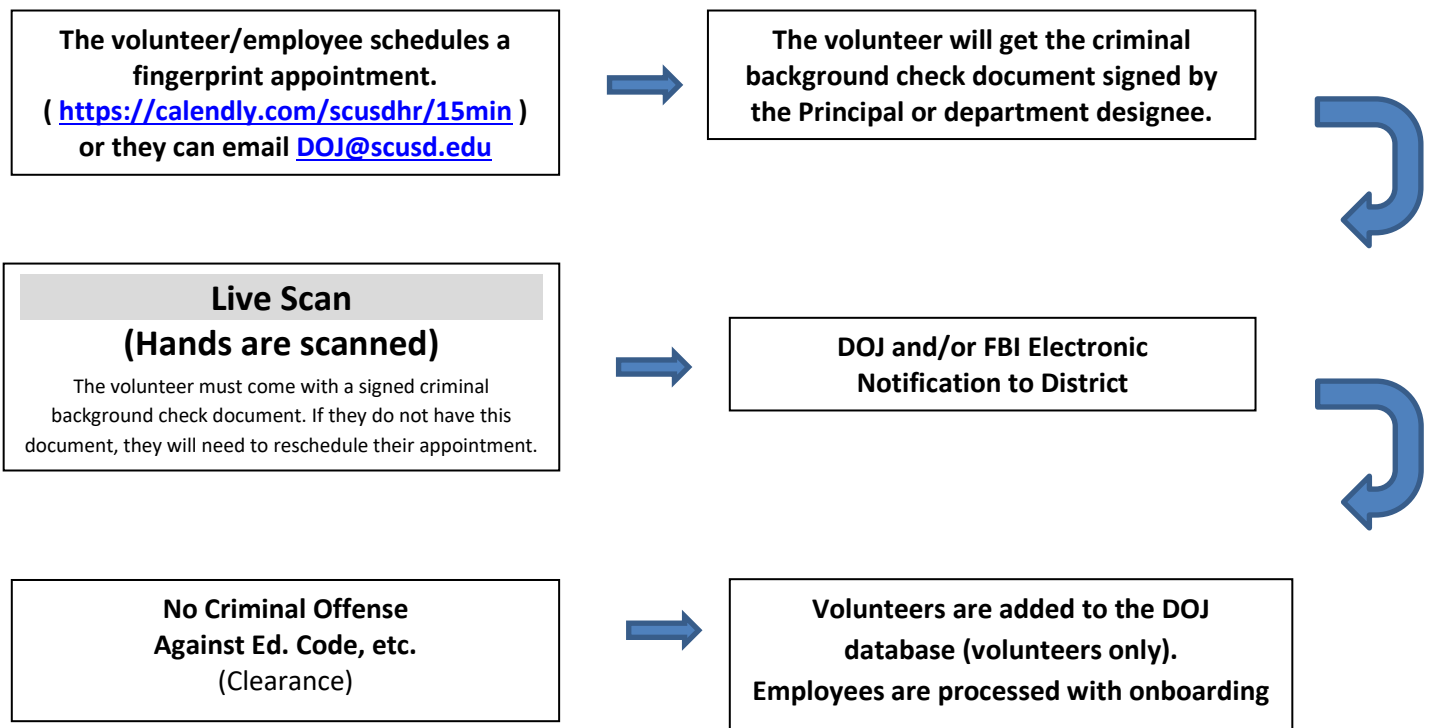 The volunteer/employee schedules a
fingerprint appointment.
( https://calendly.com/scusdhr/15min )
or they can email DOJ@scusd.edu
The volunteer will get the criminal
background check document signed by
the Principal or department designee.
Live Scan
(Hands are scanned)
The volunteer must come with a signed criminal
background check document. If they do not have this
document, they will need to reschedule their appointment.
DOJ and/or FBI Electronic
Notification to District
No Criminal Offense
Against Ed. Code, etc.
(Clearance)
Volunteers are added to the DOJ
database (volunteers only).
Employees are processed with onboarding